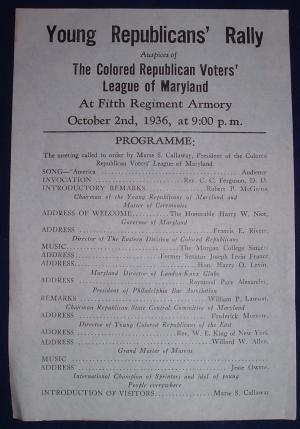 Young Republicans' Rally
Auspices of
The Colored Republican Voters'
League of Maryland
At Fifth Regiment Armory
October 2nd, 1936, at 9:00 p. m.
PROGRAMME:
The meeting called to order by Marse S. Callaway, President of the Colored
Republican Voters' League of Maryland
SONG—"America Audience
INVOCATION Rev. C. C. Ferguson, D. D.
INTRODUCTORY REMARKS Robert P. McGinn
Chairman of the Young Republicans of Maryland and
Master of Ceremonies
ADDRESS OF WELCOME The Honorable Harry W. Nice,
Governor of Maryland
ADDRESS Francis E. Rivers,
Director of The Eastern Division of Colored Republicans
MUSIC The Morgan College Singers
ADDRESS Former Senator Joseph Irvin France
ADDRESS Hon. Harry O. Levin,
Maryland Director of Landon-Knox Clubs
ADDRESS Raymond Pace Alexander,
President of Philadelphia Bar Association
REMARKS William P. Lawson,
Chairman Republican State Central Committee of Maryland
ADDRESS Frederick Morrow,
Director of Young Colored Republicans of the East
ADDRESS Rev. W. E. King of New York
ADDRESS Willard W. Allen,
Grand Master of Masons
MUSIC
ADDRESS Jesse Owens,
International Champion of Sprinters and idol of young
People everywhere
INTRODUCTION OF VISITORS Marse S. Callaway